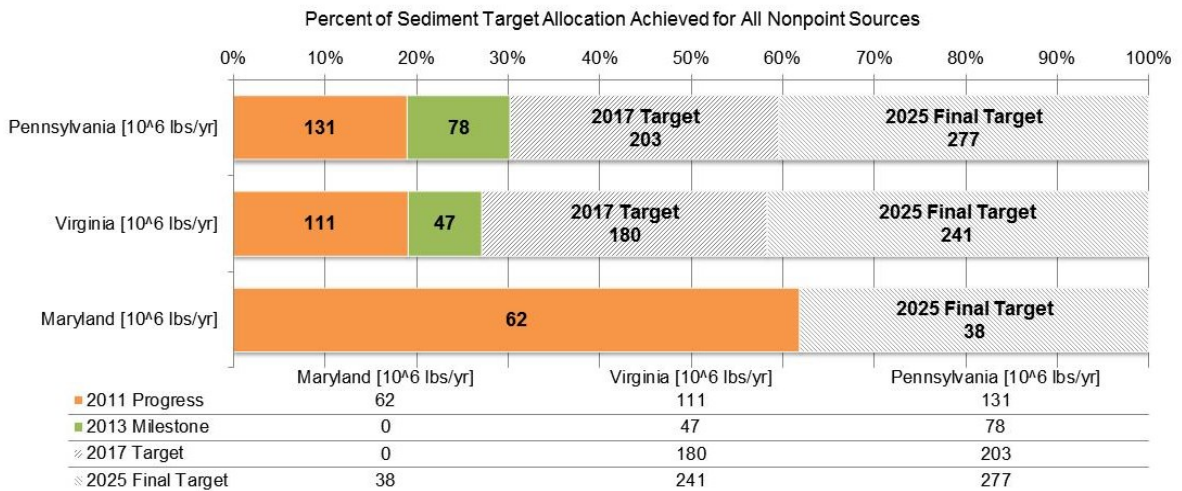 Percent of Sediment Target Allocation Achieved for All Nonpoint Sources
0% 10% 20% 30% 40% 50% 60% 70% 80% 90% 100%
Pennsylvania [10^6 lbs/yr] 131 78 2017 Target 2025 Final Target
203 277
Virginia [10^6 lbs/yr] 111 47 2017 Target 2025 Final Target
180 241
Maryland [10^6 lbs/yr] 62 2025 Final Target
38
Maryland [10^6 lbs/yr] Virginia [10^6 lbs/yr] Pennsylvania [10^6 lbs/yr]
2011 Progress 62 111 131
2013 Milestone 0 47 78
2017 Target 0 180 203
2025 Final Target 38 241 277